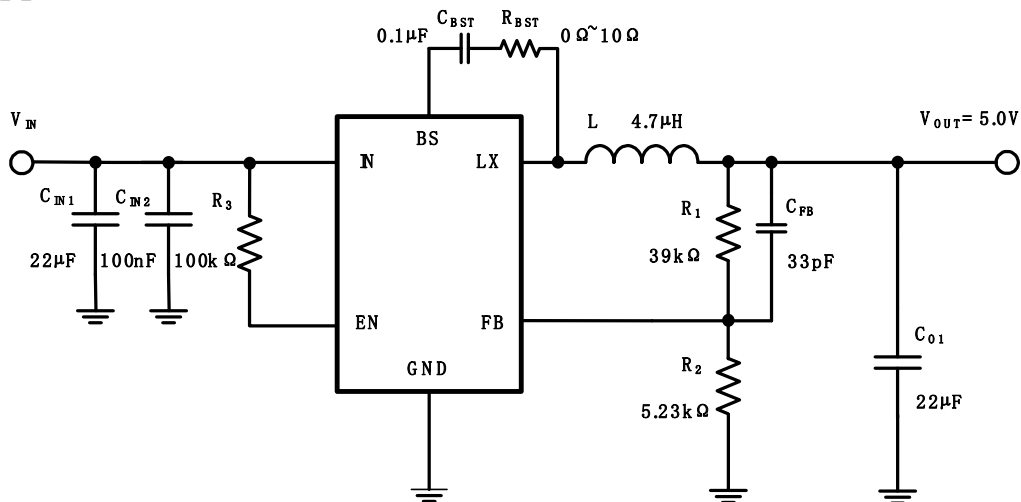 C_BST R_BST
0.1μF 0Ω~10Ω
V_IN
BS
L 4.7μH
V_OUT= 5.0V
IN LX
C_IN1 C_IN2 R_3
R_1 C_FB
22μF 100nF 100kΩ
39kΩ 33pF
EN FB
C_O1
GND
R_2
5.23kΩ 22μF